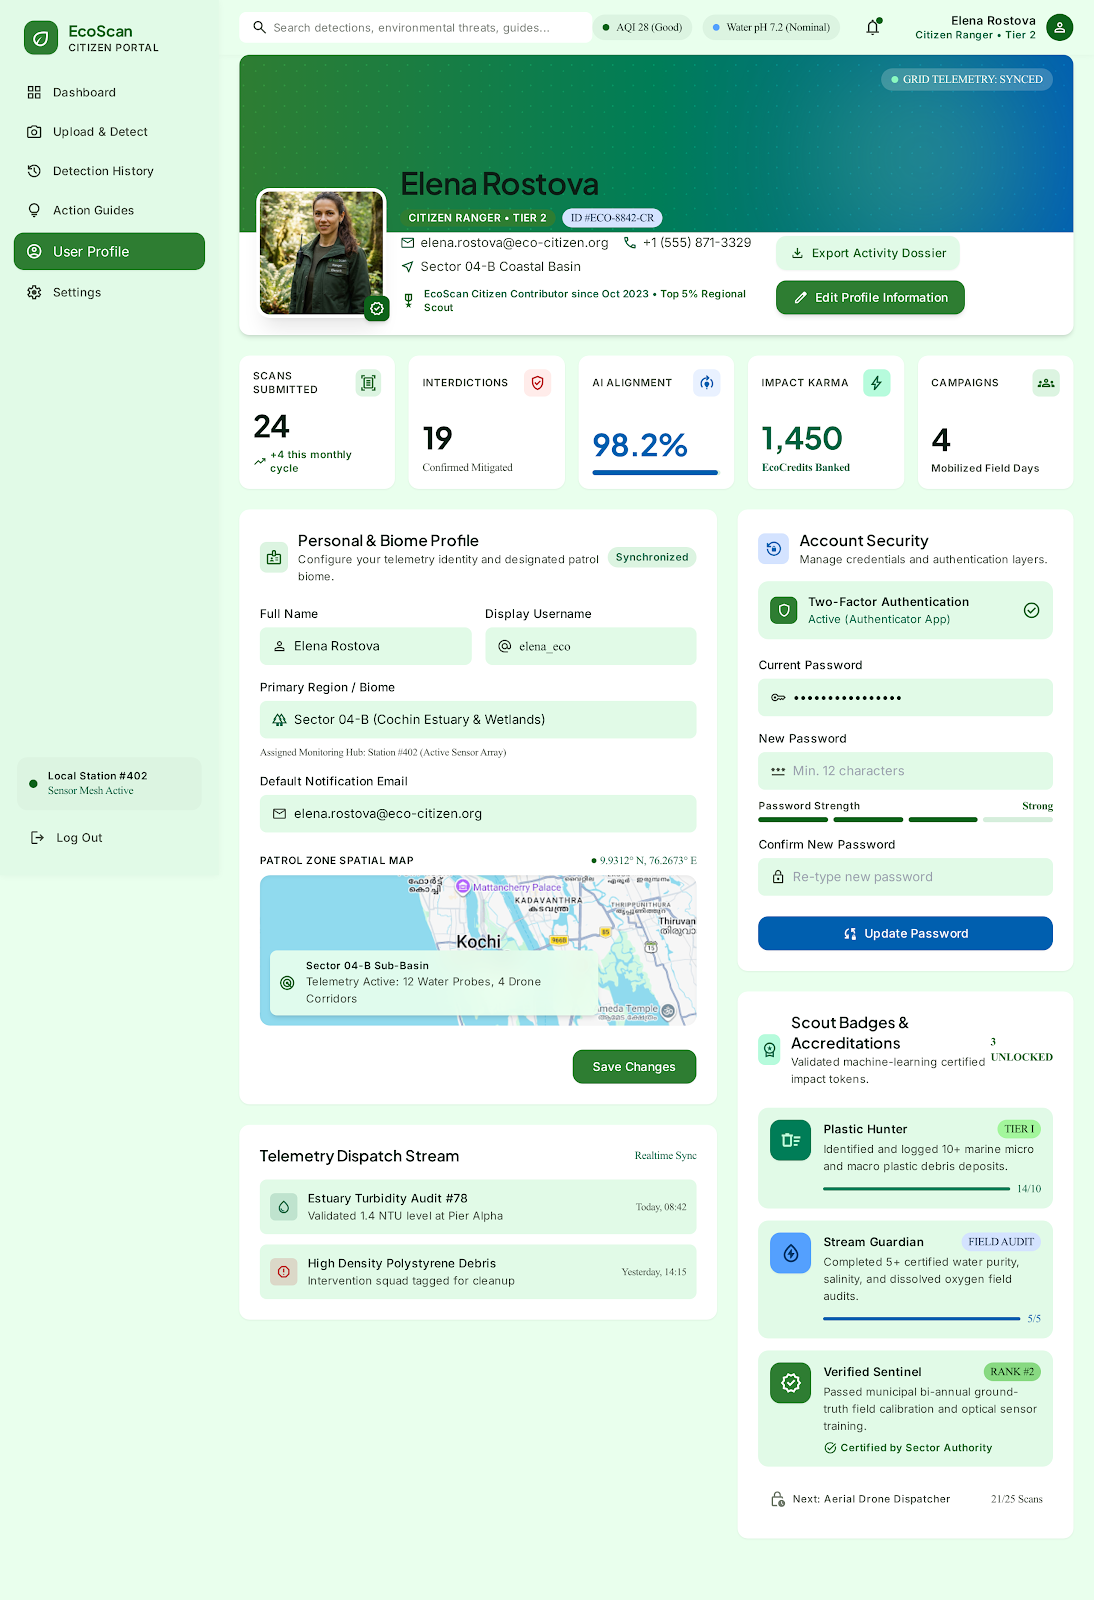 EcoScan
CITIZEN PORTAL
Dashboard
Upload & Detect
Detection History
Action Guides
User Profile
Settings
Local Station #402
Sensor Mesh Active
Log Out
Search detections, environmental threats, guides...
AQI 28 (Good)
Water pH 7.2 (Nominal)
Elena Rostova
Citizen Ranger • Tier 2
GRID TELEMETRY: SYNCED
Elena Rostova
CITIZEN RANGER • TIER 2
ID #ECO-8842-CR
elena.rostova@eco-citizen.org
+1 (555) 871-3329
Sector 04-B Coastal Basin
EcoScan Citizen Contributor since Oct 2023 • Top 5% Regional
Scout
Export Activity Dossier
Edit Profile Information
SCANS
SUBMITTED
24
+4 this monthly
cycle
INTERDICTIONS
19
Confirmed Mitigated
AI ALIGNMENT
98.2%
IMPACT KARMA
1,450
EcoCredits Banked
CAMPAIGNS
4
Mobilized Field Days
Personal & Biome Profile
Configure your telemetry identity and designated patrol
biome.
Synchronized
Full Name
Elena Rostova
Display Username
elena_eco
Primary Region / Biome
Sector 04-B (Cochin Estuary & Wetlands)
Assigned Monitoring Hub: Station #402 (Active Sensor Array)
Default Notification Email
elena.rostova@eco-citizen.org
PATROL ZONE SPATIAL MAP
9.9312° N, 76.2673° E
ഫോർട്ട്
കൊച്ചി
Mattancherry Palace
KADAVANTHRA
കടവന്ത്ര
THRIPPUNITHURA
തൃപ്പൂണിത്തുറ
Thiruvan
തിരുവാ
Kochi
966B
85
15
meda Temple
Sector 04-B Sub-Basin
Telemetry Active: 12 Water Probes, 4 Drone
Corridors
Save Changes
Telemetry Dispatch Stream
Realtime Sync
Estuary Turbidity Audit #78
Validated 1.4 NTU level at Pier Alpha
Today, 08:42
High Density Polystyrene Debris
Intervention squad tagged for cleanup
Yesterday, 14:15
Account Security
Manage credentials and authentication layers.
Two-Factor Authentication
Active (Authenticator App)
Current Password
••••••••••••••••
New Password
Min. 12 characters
Password Strength
Strong
Confirm New Password
Re-type new password
Update Password
Scout Badges &
Accreditations
Validated machine-learning certified
impact tokens.
3
UNLOCKED
Plastic Hunter
TIER I
Identified and logged 10+ marine micro
and macro plastic debris deposits.
14/10
Stream Guardian
FIELD AUDIT
Completed 5+ certified water purity,
salinity, and dissolved oxygen field
audits.
5/5
Verified Sentinel
RANK #2
Passed municipal bi-annual ground-
truth field calibration and optical sensor
training.
Certified by Sector Authority
Next: Aerial Drone Dispatcher
21/25 Scans